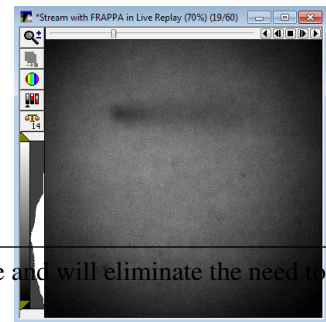 *Stream with FRAPPA in Live Replay (70%) (19/60)
14
e and will eliminate the need to